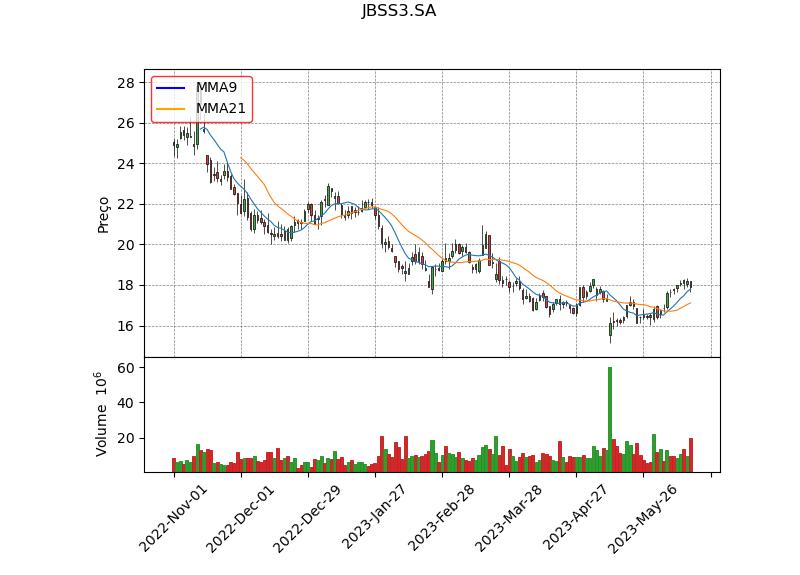 JBSS3.SA
MMA9
MMA21
28
26
24
22
20
18
16
Preço
60
40
20
Volume 10^6
2022-Nov-01
2022-Dec-01
2022-Dec-29
2023-Jan-27
2023-Feb-28
2023-Mar-28
2023-Apr-27
2023-May-26